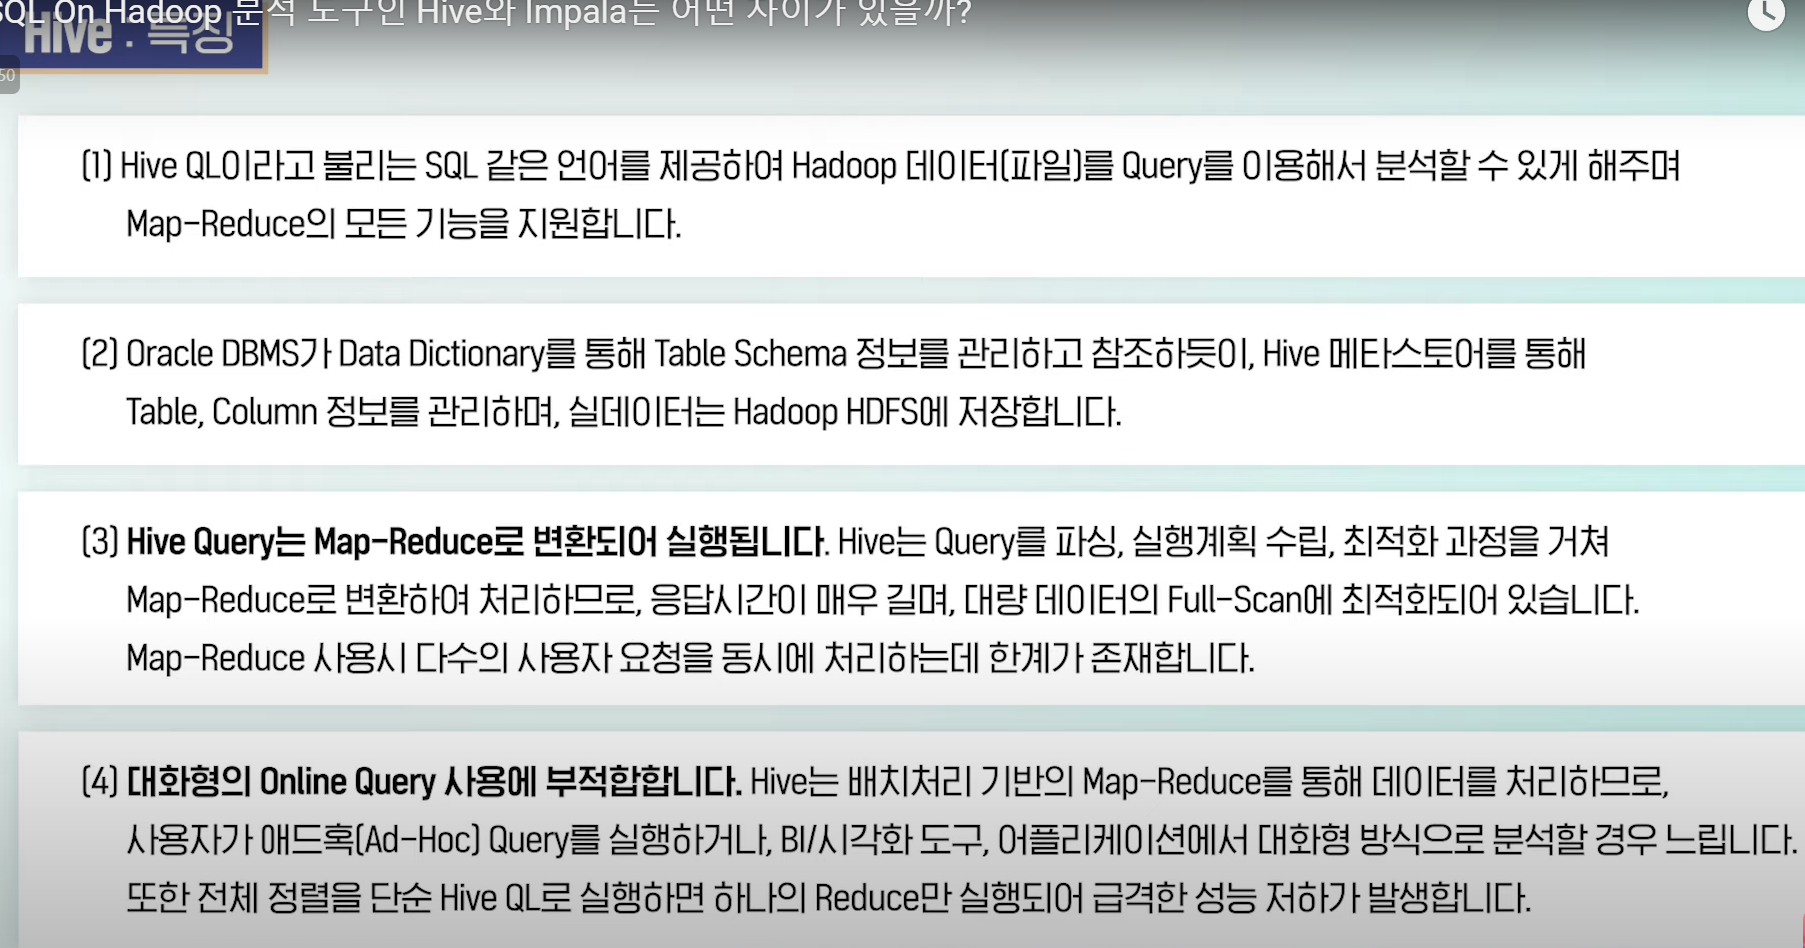 SQL On Hadoop 분석 도구인 Hive와 Impala는 어떤 차이가 있을까?
Hive : 특징
50
(1) Hive QL이라고 불리는 SQL 같은 언어를 제공하여 Hadoop 데이터(파일)를 Query를 이용해서 분석할 수 있게 해주며
Map-Reduce의 모든 기능을 지원합니다.
(2) Oracle DBMS가 Data Dictionary를 통해 Table Schema 정보를 관리하고 참조하듯이, Hive 메타스토어를 통해
Table, Column 정보를 관리하며, 실데이터는 Hadoop HDFS에 저장합니다.
(3) Hive Query는 Map-Reduce로 변환되어 실행됩니다. Hive는 Query를 파싱, 실행계획 수립, 최적화 과정을 거쳐
Map-Reduce로 변환하여 처리하므로, 응답시간이 매우 길며, 대량 데이터의 Full-Scan에 최적화되어 있습니다.
Map-Reduce 사용시 다수의 사용자 요청을 동시에 처리하는데 한계가 존재합니다.
(4) 대화형의 Online Query 사용에 부적합합니다. Hive는 배치처리 기반의 Map-Reduce를 통해 데이터를 처리하므로,
사용자가 애드혹(Ad-Hoc) Query를 실행하거나, BI/시각화 도구, 어플리케이션에서 대화형 방식으로 분석할 경우 느립니다.
또한 전체 정렬을 단순 Hive QL로 실행하면 하나의 Reduce만 실행되어 급격한 성능 저하가 발생합니다.